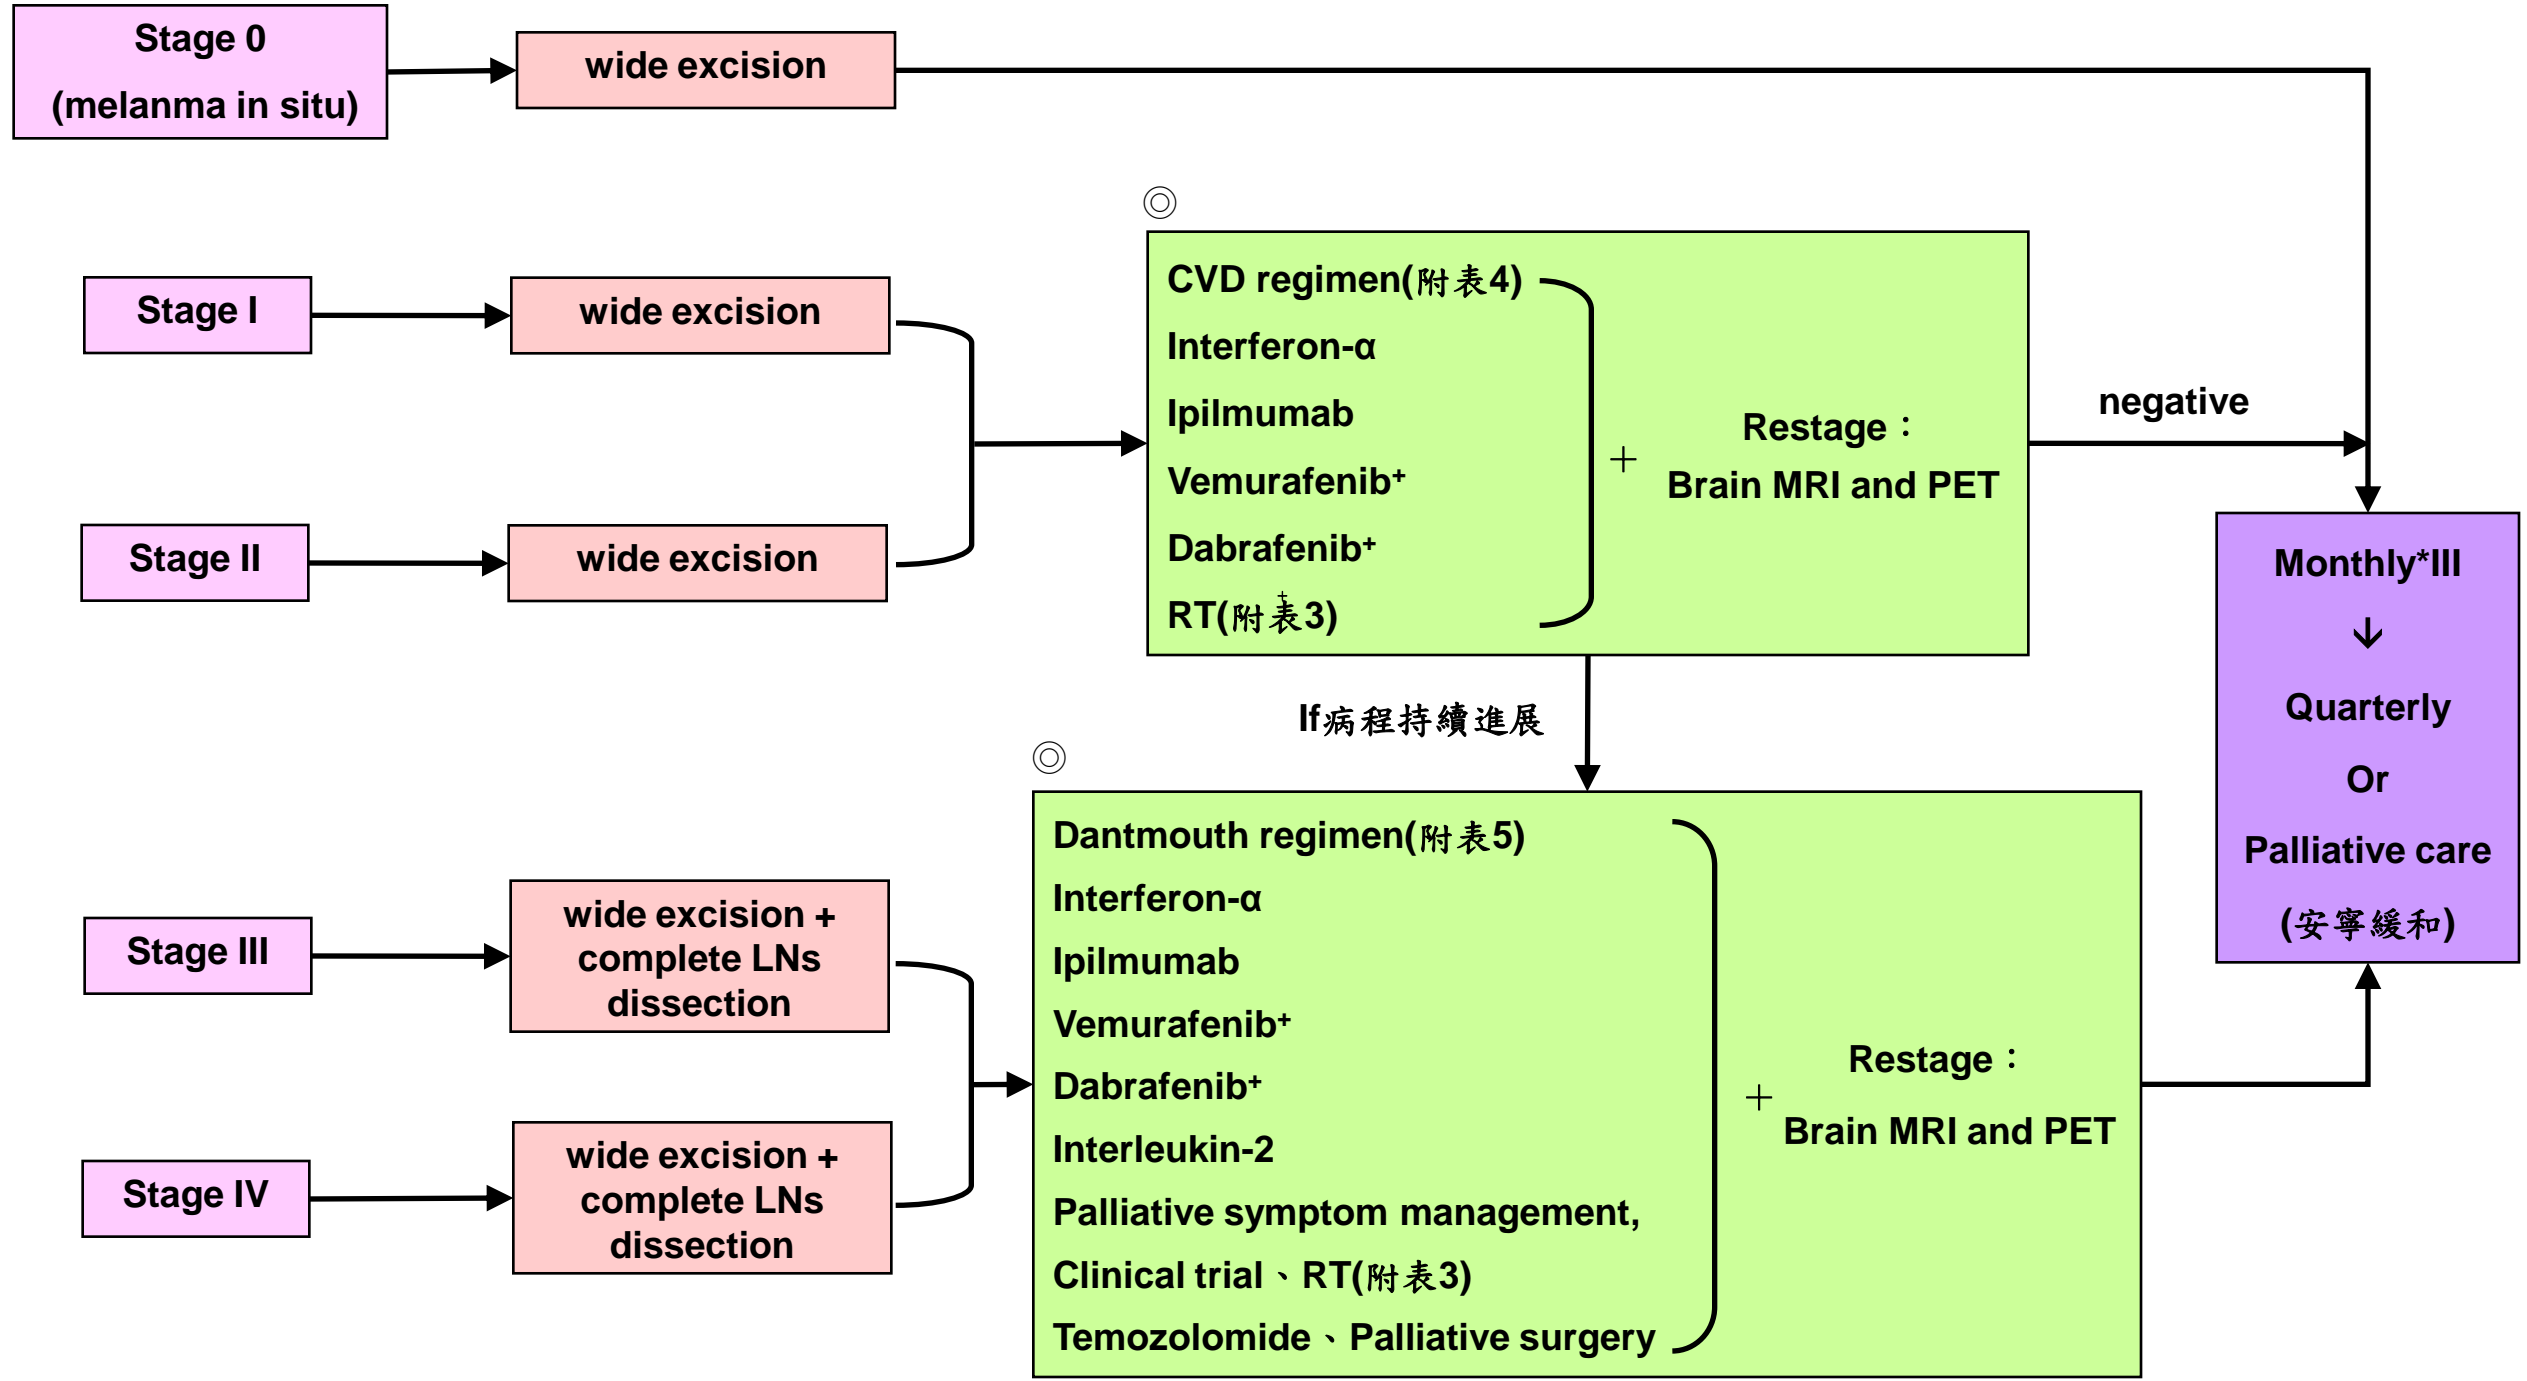 Stage 0
(melanma in situ)
wide excision
◎
Stage I
wide excision
Stage II
wide excision
CVD regimen(附表4)
Interferon-α
Ipilmumab
Vemurafenib+
Dabrafenib+
+
RT(附表3)
+
Restage：
Brain MRI and PET
negative
If病程持續進展
◎
Stage III
wide excision +
complete LNs
dissection
Stage IV
wide excision +
complete LNs
dissection
Dantmouth regimen(附表5)
Interferon-α
Ipilmumab
Vemurafenib+
Dabrafenib+
Interleukin-2
Palliative symptom management,
Clinical trial、RT(附表3)
Temozolomide、Palliative surgery
+
Restage：
Brain MRI and PET
Monthly*III
↓
Quarterly
Or
Palliative care
(安寧緩和)